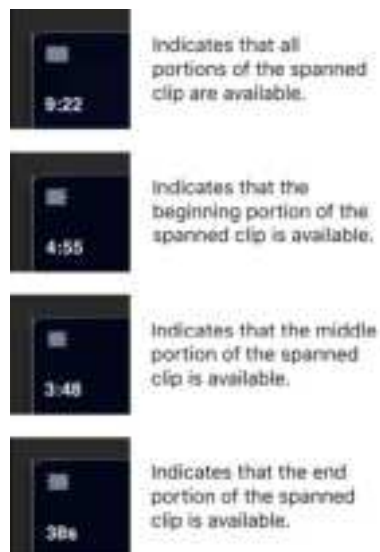 Indicates that all
portions of the spanned
clip are available.
9:22
Indicates that the
beginning portion of the
spanned clip is available.
4:55
Indicates that the middle
portion of the spanned
clip is available.
3:48
Indicates that the end
portion of the spanned
clip is available.
38s